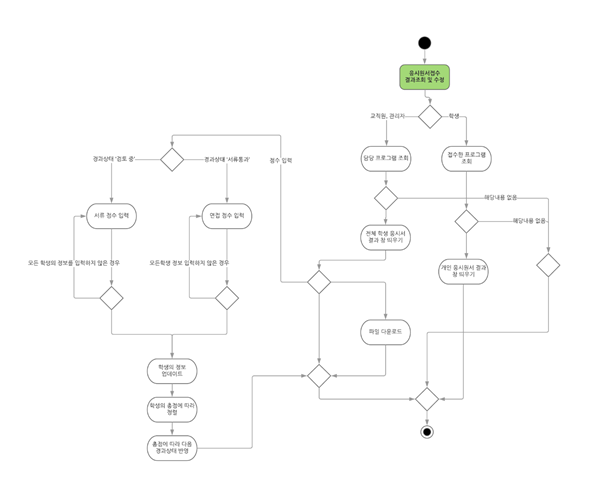 응시원서접수
결과조회 및 수정
교직원, 관리자
학생
결과상태 '검토 중'
결과상태 '서류통과'
점수 입력
담당 프로그램 조회
접수한 프로그램
조회
해당내용 없음
서류 점수 입력
면접 점수 입력
해당내용 없음
전체 학생 응시서
결과 창 띄우기
모든 학생의 정보를 입력하지 않은 경우
모든학생 정보 입력하지 않은 경우
개인 응시원서 결과
창 띄우기
파일 다운로드
학생의 정보
업데이트
학생의 총점에 따라
정렬
총점에 따라 다음
결과상태 반영